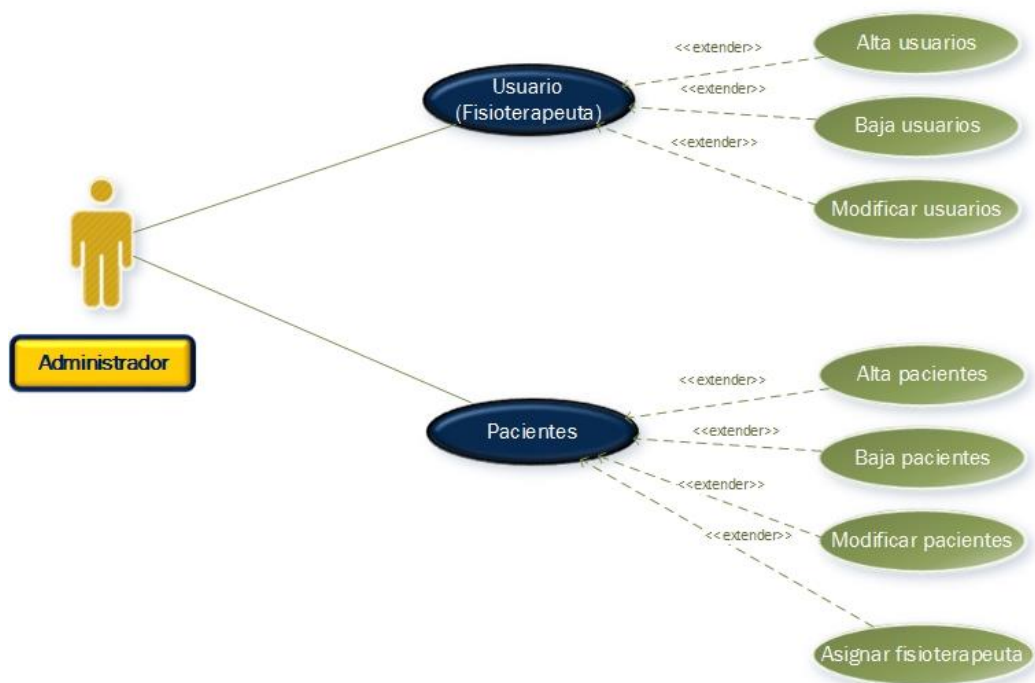 Alta usuarios
<<extender>>
Usuario
(Fisioterapeuta)
<<extender>>
Baja usuarios
<<extender>>
Modificar usuarios
Administrador
Alta pacientes
<<extender>>
Pacientes
<<extender>>
Baja pacientes
<<extender>>
Modificar pacientes
<<extender>>
Asignar fisioterapeuta